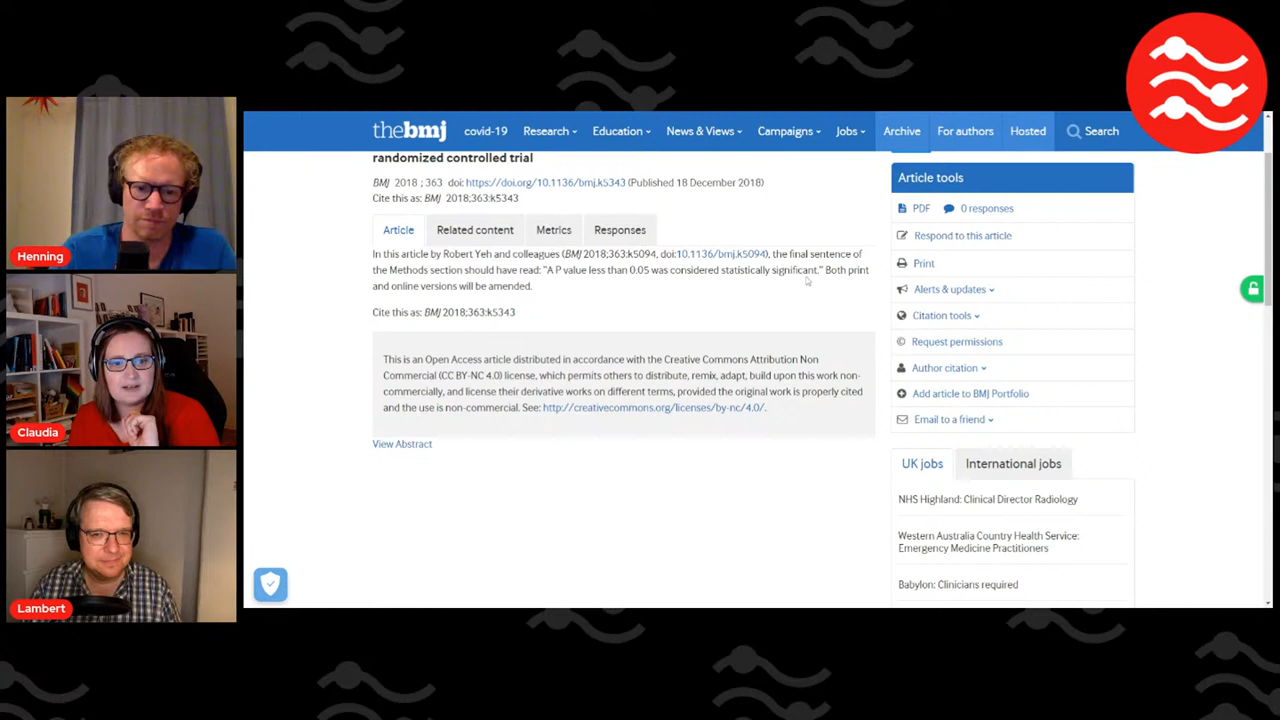 Henning
Claudia
Lambert
thebmj
covid-19
Research
Education
News & Views
Campaigns
Jobs
Archive
For authors
Hosted
Search
randomized controlled trial
BMJ 2018 ; 363 doi: https://doi.org/10.1136/bmj.k5343 (Published 18 December 2018)
Cite this as: BMJ 2018;363:k5343
Article
Related content
Metrics
Responses
In this article by Robert Yeh and colleagues (BMJ 2018;363:k5094, doi:10.1136/bmj.k5094), the final sentence of
the Methods section should have read: "A P value less than 0.05 was considered statistically significant." Both print
and online versions will be amended.
Cite this as: BMJ 2018;363:k5343
This is an Open Access article distributed in accordance with the Creative Commons Attribution Non
Commercial (CC BY-NC 4.0) license, which permits others to distribute, remix, adapt, build upon this work non-
commercially, and license their derivative works on different terms, provided the original work is properly cited
and the use is non-commercial. See: http://creativecommons.org/licenses/by-nc/4.0/.
View Abstract
Article tools
PDF
0 responses
Respond to this article
Print
Alerts & updates
Citation tools
Request permissions
Author citation
Add article to BMJ Portfolio
Email to a friend
UK jobs
International jobs
NHS Highland: Clinical Director Radiology
Western Australia Country Health Service:
Emergency Medicine Practitioners
Babylon: Clinicians required